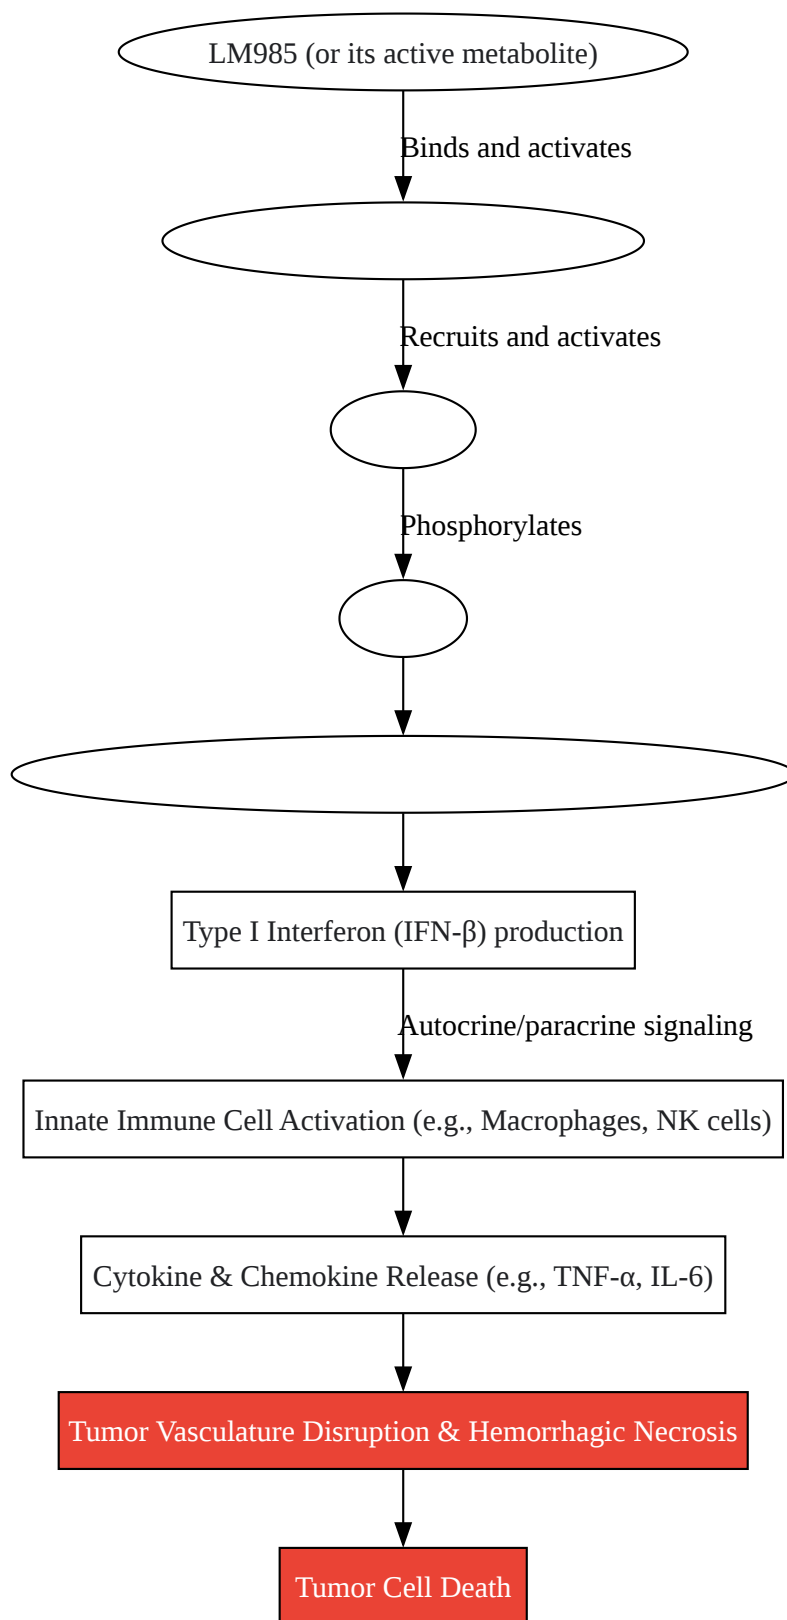 LM985 (or its active metabolite)
Binds and activates
Recruits and activates
Phosphorylates
Type I Interferon (IFN-β) production
Autocrine/paracrine signaling
Innate Immune Cell Activation (e.g., Macrophages, NK cells)
Cytokine & Chemokine Release (e.g., TNF-α, IL-6)
Tumor Vasculature Disruption & Hemorrhagic Necrosis
Tumor Cell Death